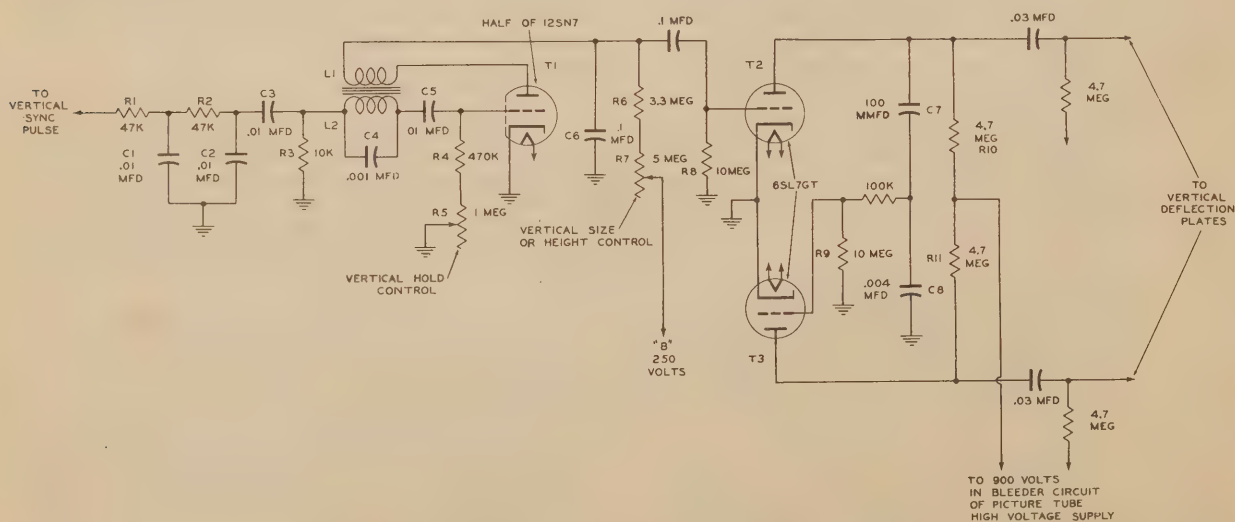 HALF OF 12SN7
.1 MFD
.03 MFD
T1
T2
L1
TO
VERTICAL
SYNC
PULSE
R1
47K
R2
47K
C3
.01 MFD
L2
C5
01 MFD
C4
.001 MFD
R3
10K
C1
.01
MFD
C2
.01
MFD
R4
470K
R5
1 MEG
VERTICAL HOLD
CONTROL
C6
.1
MFD
R6
3.3 MEG
R7
5 MEG
VERTICAL SIZE
OR HEIGHT CONTROL
"B"
250
VOLTS
R8
10MEG
6SL7GT
T3
100
MMFD
C7
4.7
MEG
R10
4.7
MEG
100K
R9
10 MEG
.004
MFD
C8
R11
4.7
MEG
TO
VERTICAL
DEFLECTION
PLATES
.03 MFD
4.7
MEG
TO 900 VOLTS
IN BLEEDER CIRCUIT
OF PICTURE TUBE
HIGH VOLTAGE SUPPLY